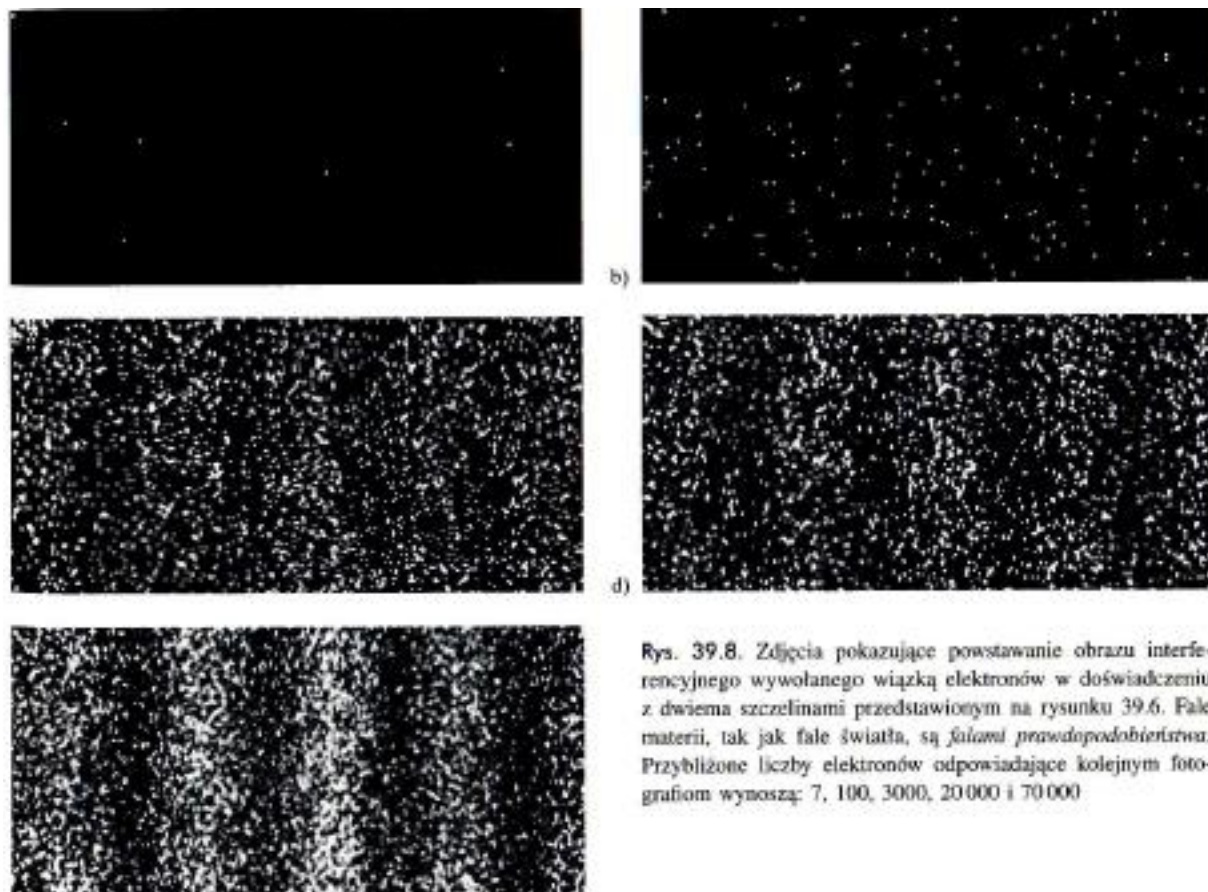 b)
d)
Rys. 39.8. Zdjęcia pokazujące powstawanie obrazu interfe-
rencyjnego wywołanego wiązką elektronów w doświadczeniu
z dwiema szczelinami przedstawionym na rysunku 39.6. Fale
materii, tak jak fale światła, są falami prawdopodobieństwa.
Przybliżone liczby elektronów odpowiadające kolejnym foto-
grafiom wynoszą: 7, 100, 3000, 20 000 i 70 000